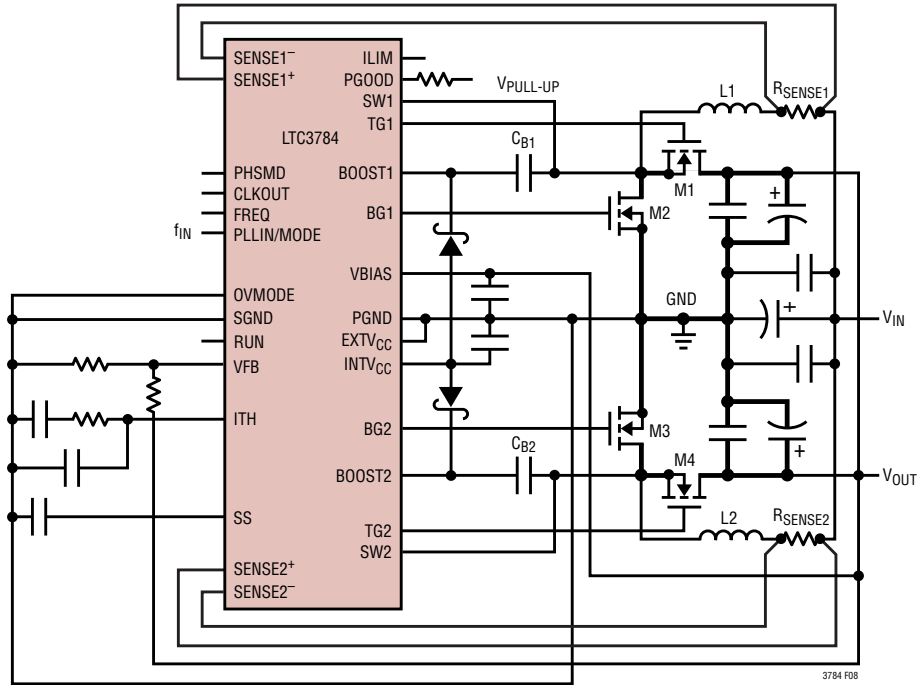 SENSE1–
SENSE1+
LTC3784
PHSMD
CLKOUT
FREQ
fIN
PLLIN/MODE
OVMODE
SGND
RUN
VFB
ITH
SS
SENSE2+
SENSE2–
ILIM
PGOOD
SW1
TG1
BOOST1
BG1
VBIAS
PGND
EXTVCC
INTVCC
BG2
BOOST2
TG2
SW2
VPULL-UP
CB1
CB2
L1
RSENSE1
M1
M2
+
GND
+
VIN
M3
M4
+
VOUT
L2
RSENSE2
3784 F08